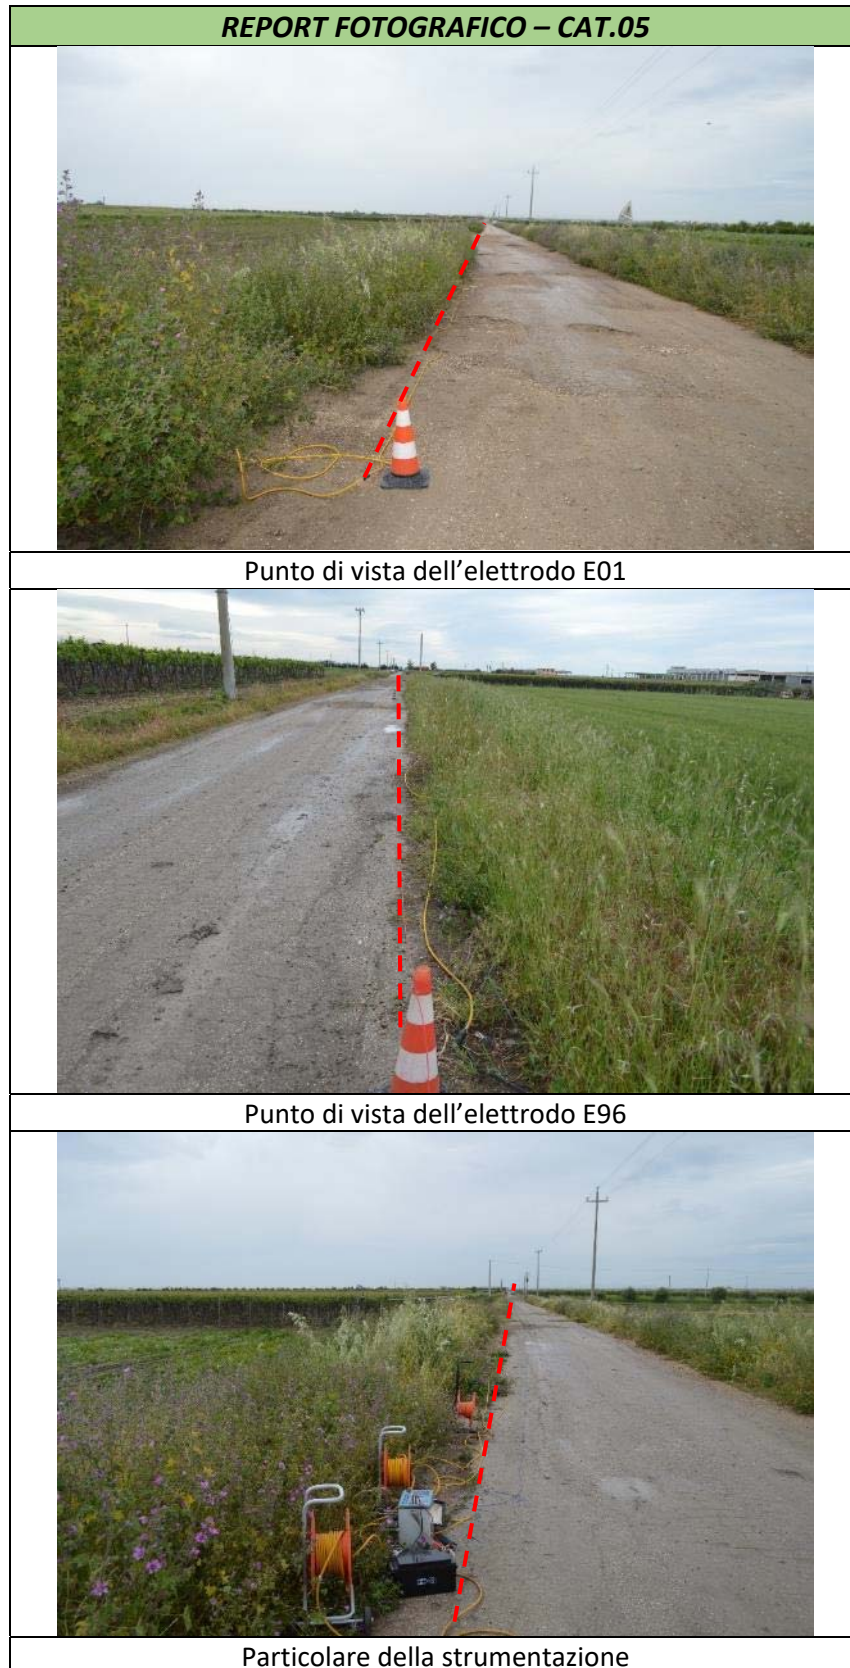 REPORT FOTOGRAFICO – CAT.05
Punto di vista dell’elettrodo E01
Punto di vista dell’elettrodo E96
Particolare della strumentazione